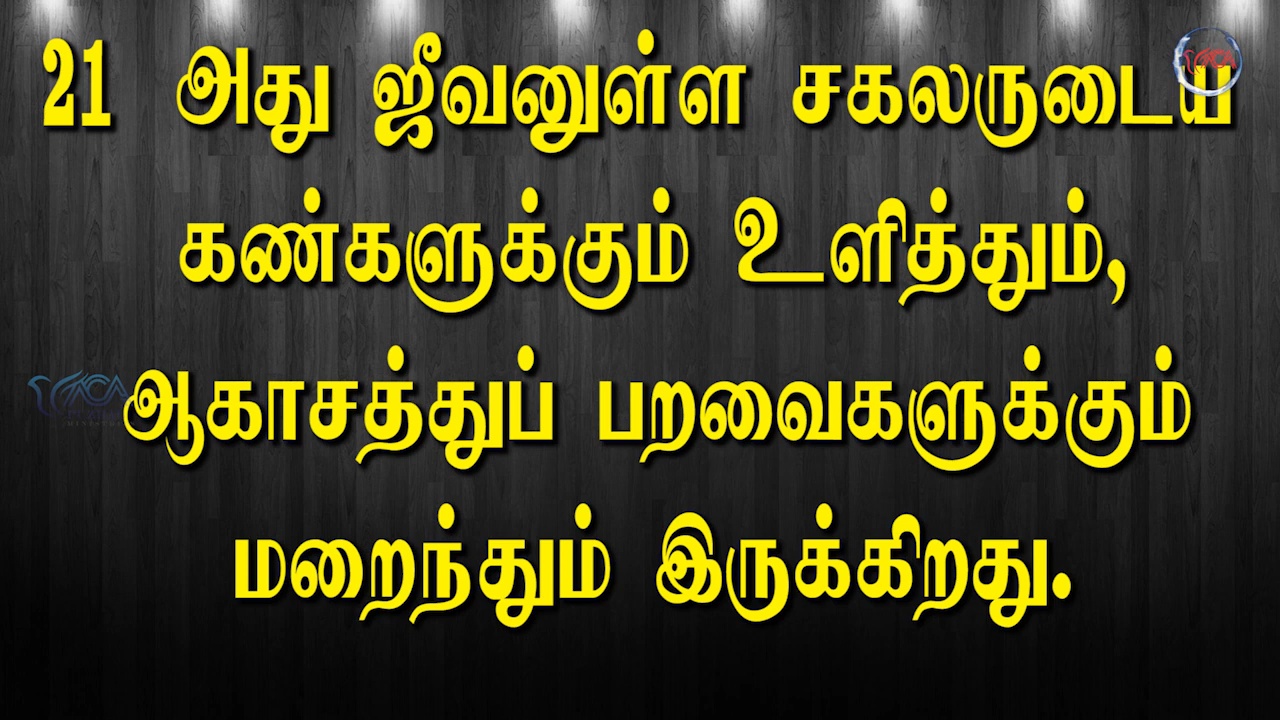 21 அது ஜீவனுள்ள சகலருடைய
கண்களுக்கும் உளித்தும்,
ஆகாசத்துப் பறவைகளுக்கும்
மறைந்தும் இருக்கிறது.